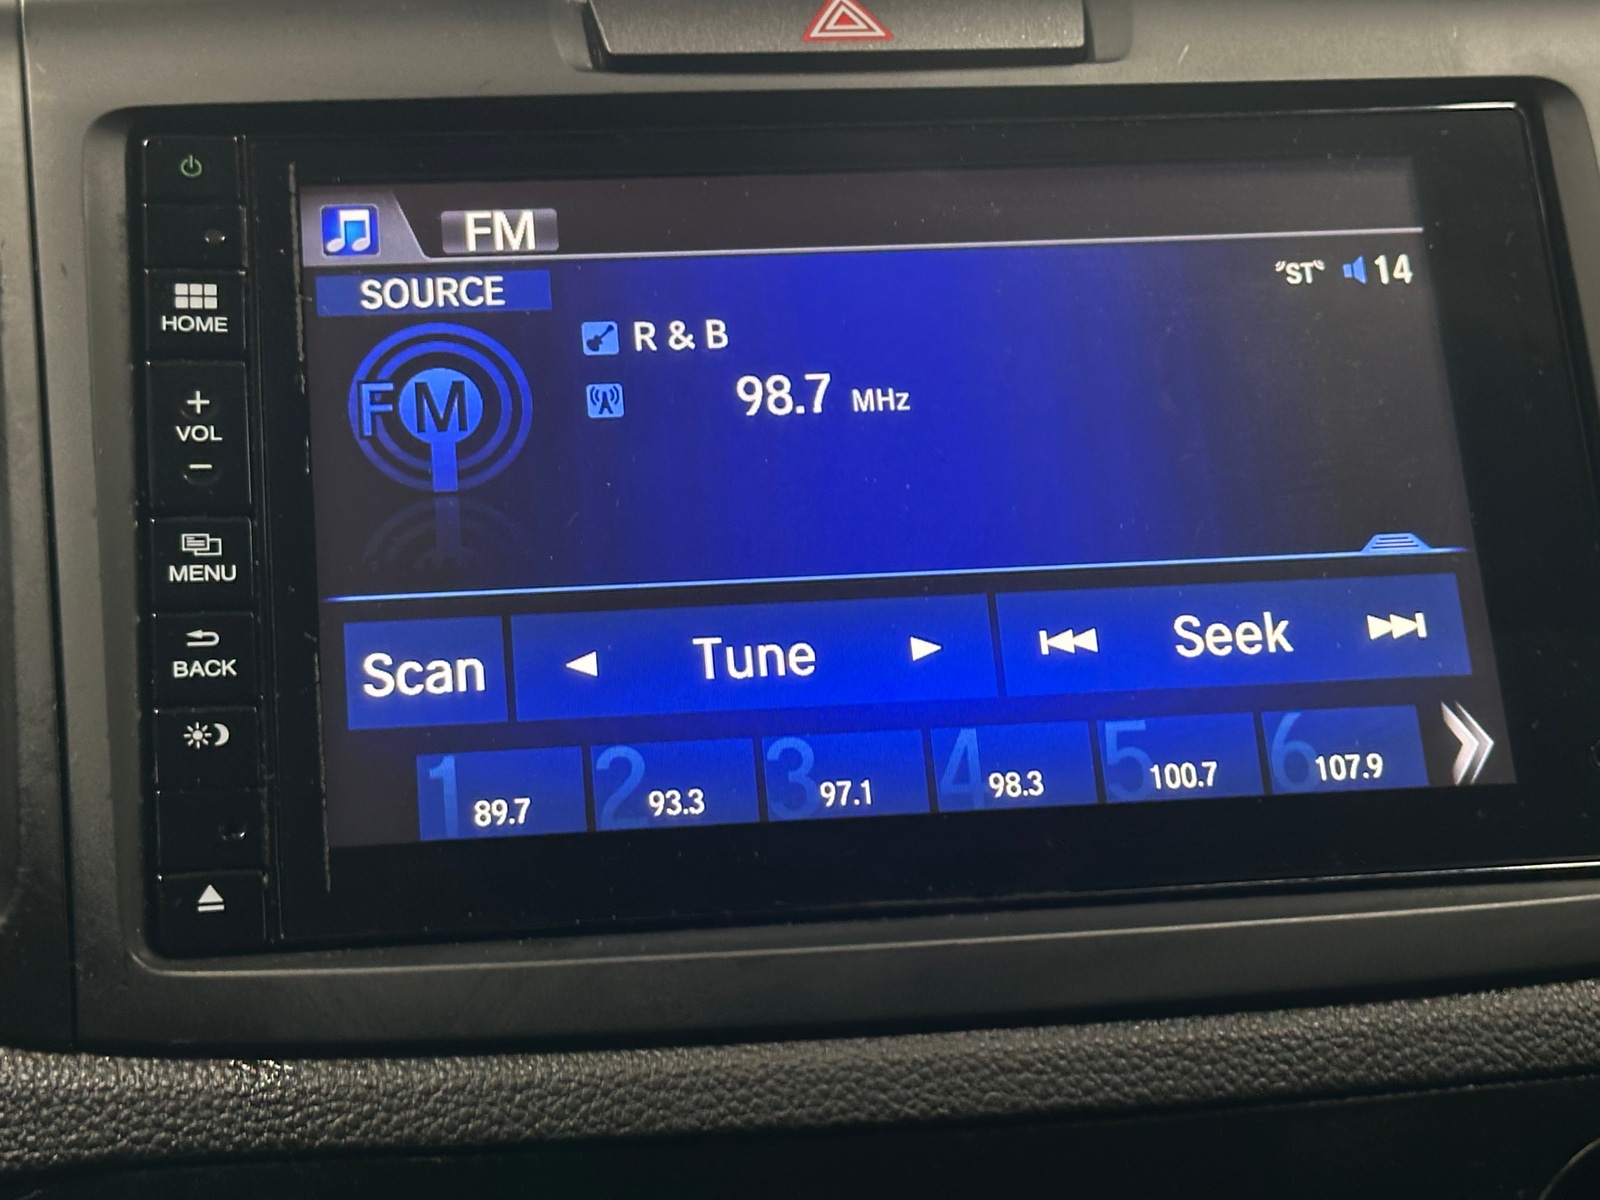 FM
SOURCE
"ST" 14
R & B
FM
98.7 MHz
HOME
+
VOL
−
MENU
BACK
Scan
Tune
Seek
1 89.7
2 93.3
3 97.1
4 98.3
5 100.7
6 107.9